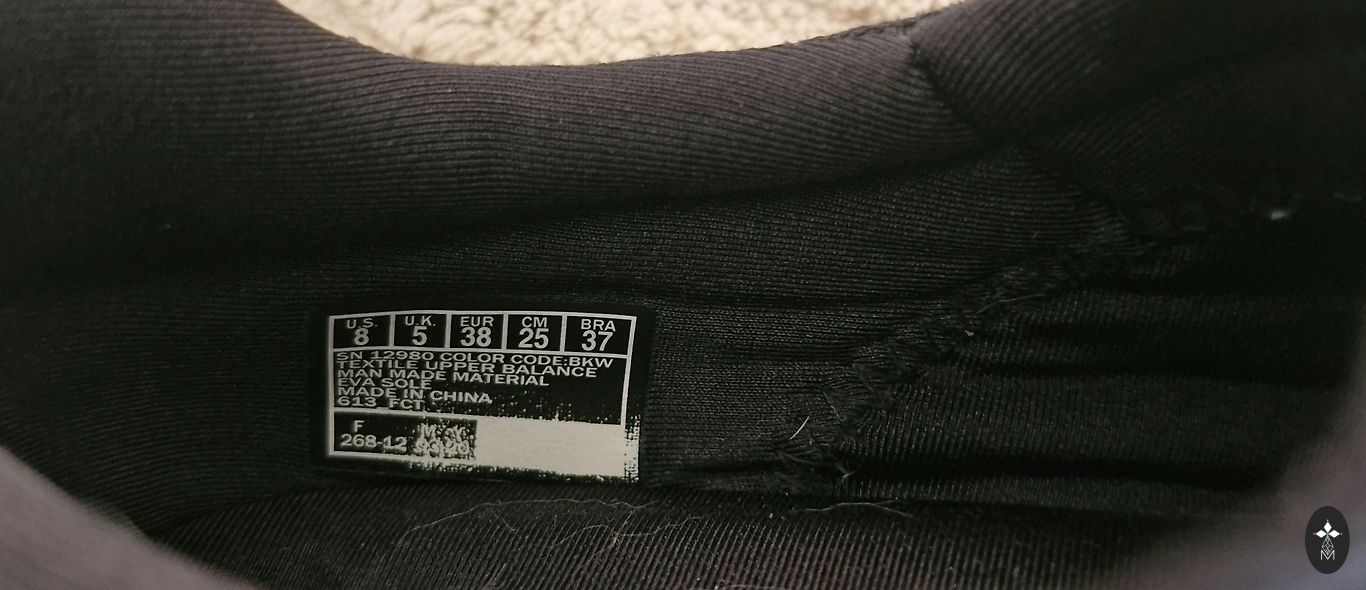 U.S. U.K. EUR CM BRA
8 5 38 25 37
SN 12980 COLOR CODE:BKW
TEXTILE UPPER BALANCE
MAN MADE MATERIAL
EVA SOLE
MADE IN CHINA
613_FCT
F M Y
268-12
M